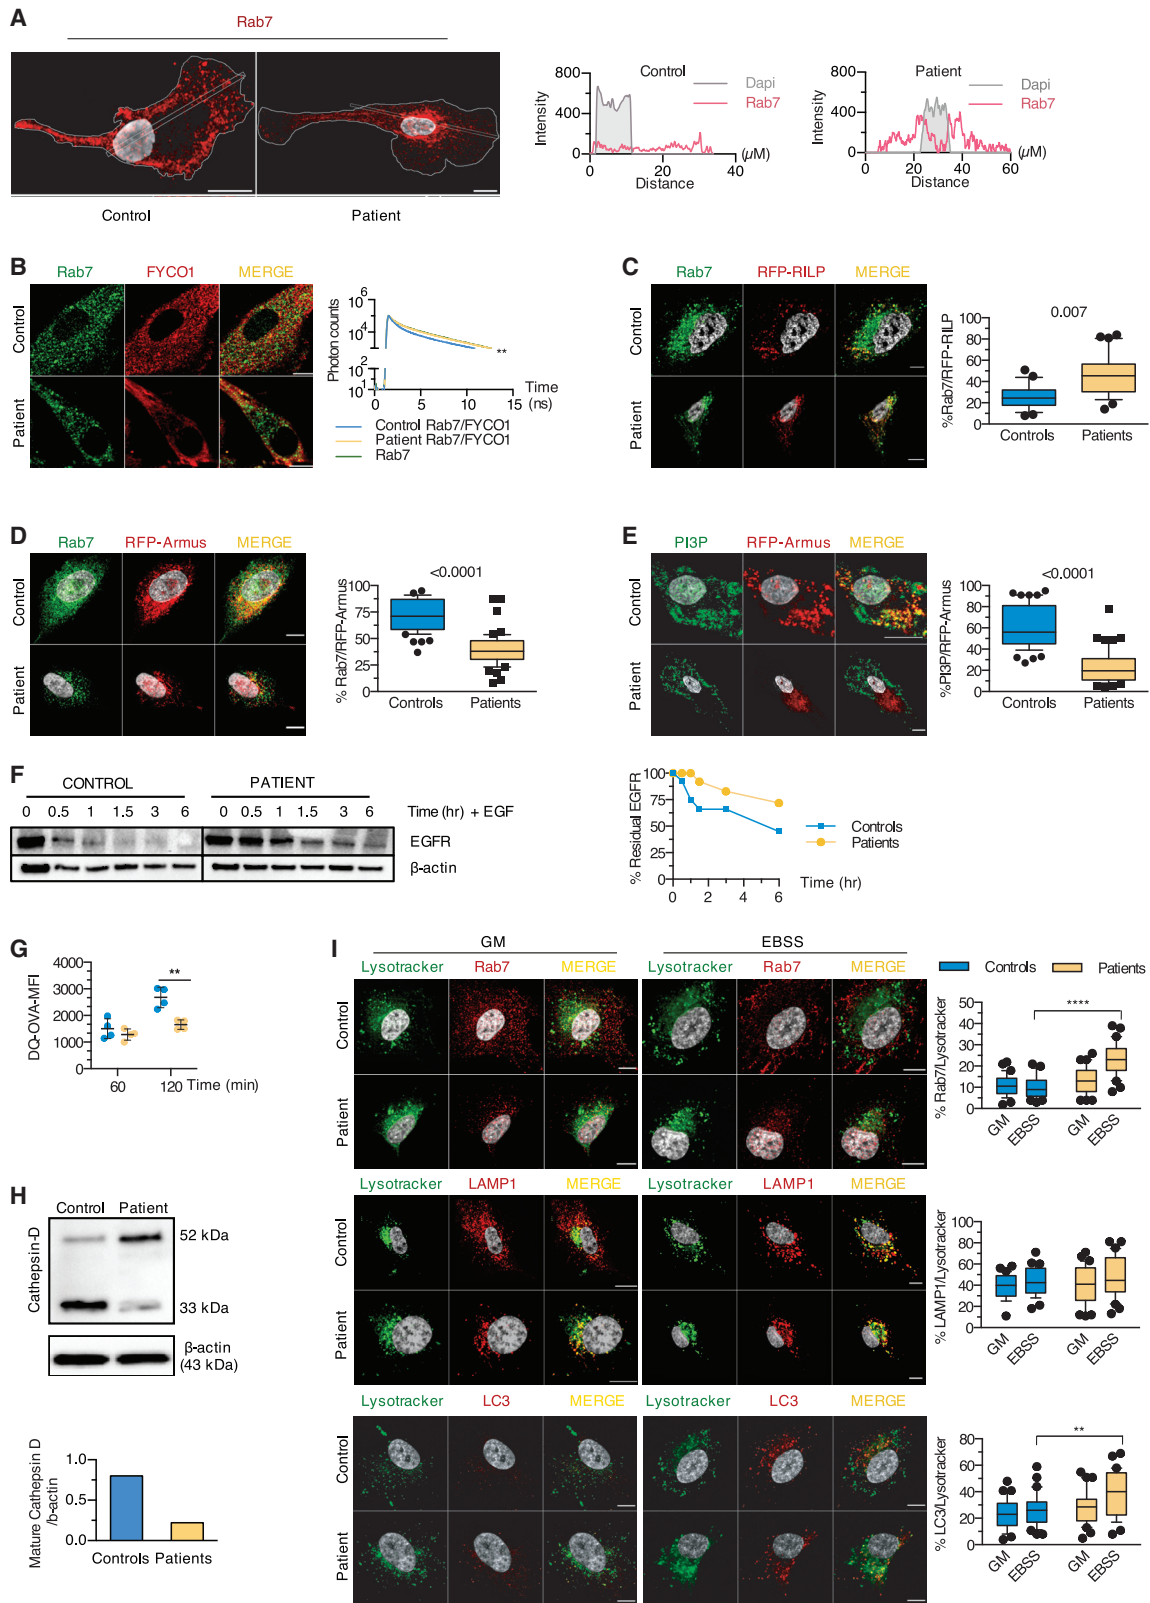 A
Rab7
Control
Patient
800
400
0
Intensity
Control
Dapi
Rab7
0
20
40
(µM)
Distance
800
400
0
Intensity
Patient
Dapi
Rab7
0
20
40
60
(µM)
Distance
B
Rab7
FYCO1
MERGE
Control
Patient
Photon counts
10^6
10^4
10^2
10^1
0
5
10
15
Time
(ns)
**
Control Rab7/FYCO1
Patient Rab7/FYCO1
Rab7
C
Rab7
RFP-RILP
MERGE
Control
Patient
%Rab7/RFP-RILP
100
80
60
40
20
0
0.007
Controls
Patients
D
Rab7
RFP-Armus
MERGE
Control
Patient
% Rab7/RFP-Armus
100
75
50
25
0
<0.0001
Controls
Patients
E
PI3P
RFP-Armus
MERGE
Control
Patient
%PI3P/RFP-Armus
100
80
60
40
20
0
<0.0001
Controls
Patients
F
CONTROL
PATIENT
0 0.5 1 1.5 3 6 0 0.5 1 1.5 3 6 Time (hr) + EGF
EGFR
β-actin
% Residual EGFR
100
75
50
25
0
0
2
4
6
Time (hr)
Controls
Patients
G
DQ-OVA-MFI
4000
3000
2000
1000
0
**
60
120
Time (min)
H
Control Patient
Cathepsin-D
52 kDa
33 kDa
β-actin
(43 kDa)
Mature Cathepsin D
/b-actin
1.0
0.5
0.0
Controls Patients
I
GM
EBSS
Lysotracker Rab7 MERGE Lysotracker Rab7 MERGE
Control
Patient
Controls
Patients
% Rab7/Lysotracker
50
40
30
20
10
0
****
GM
EBSS
GM
EBSS
Lysotracker LAMP1 MERGE Lysotracker LAMP1 MERGE
Control
Patient
% LAMP1/Lysotracker
100
80
60
40
20
0
GM
EBSS
GM
EBSS
Lysotracker LC3 MERGE Lysotracker LC3 MERGE
Control
Patient
% LC3/Lysotracker
80
60
40
20
0
**
GM
EBSS
GM
EBSS